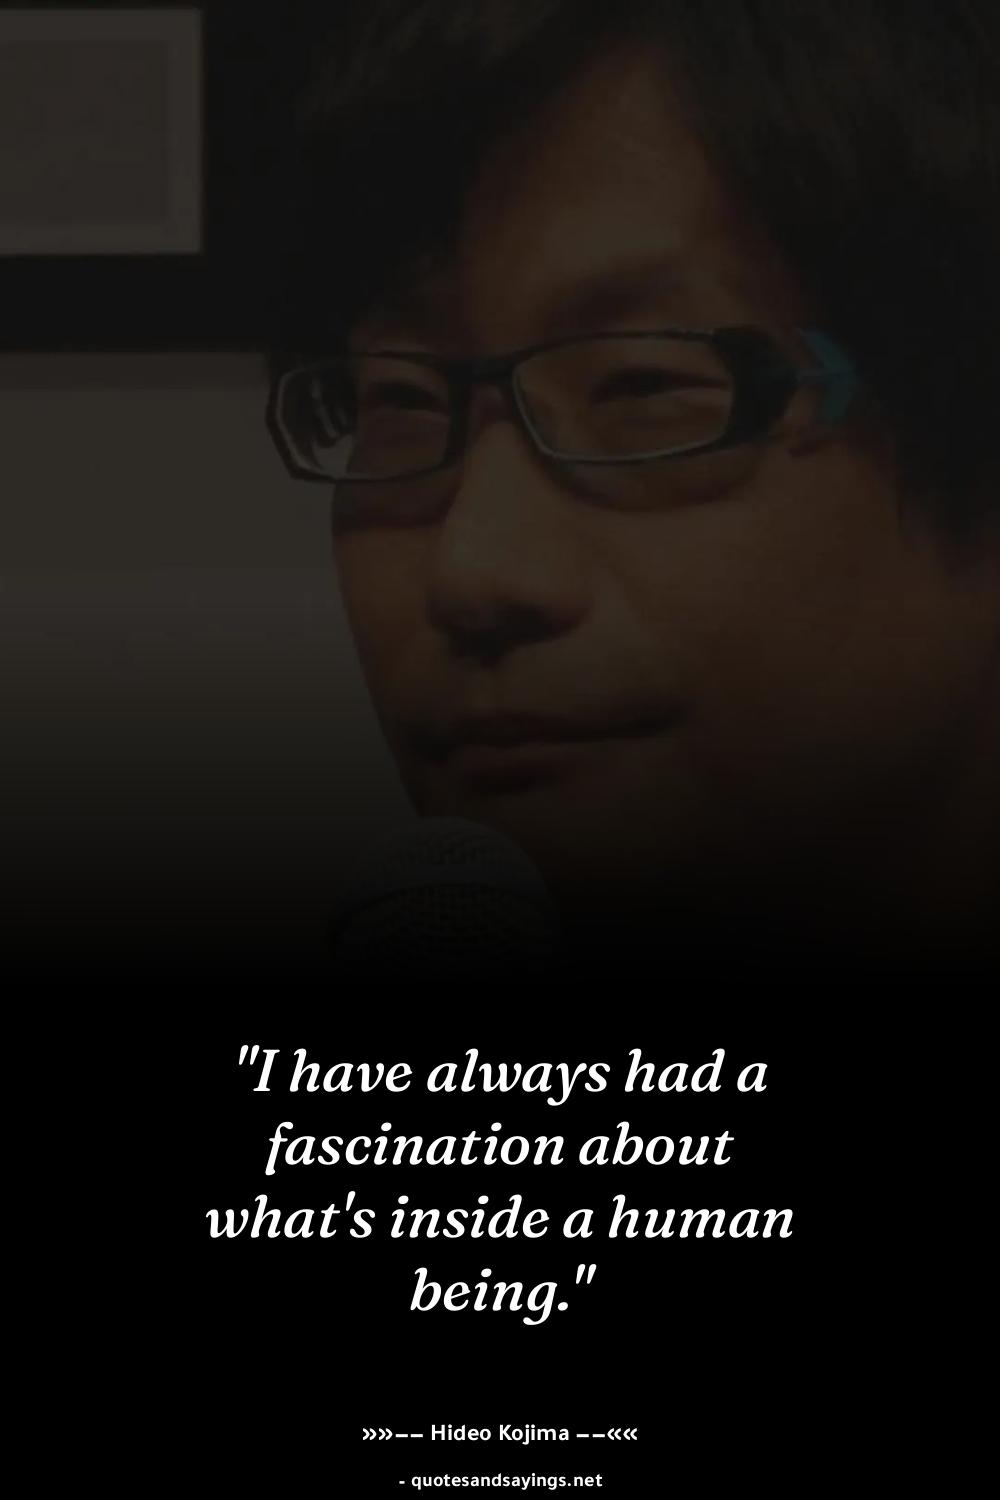 "I have always had a
fascination about
what's inside a human
being."
»»−− Hideo Kojima −−««
- quotesandsayings.net